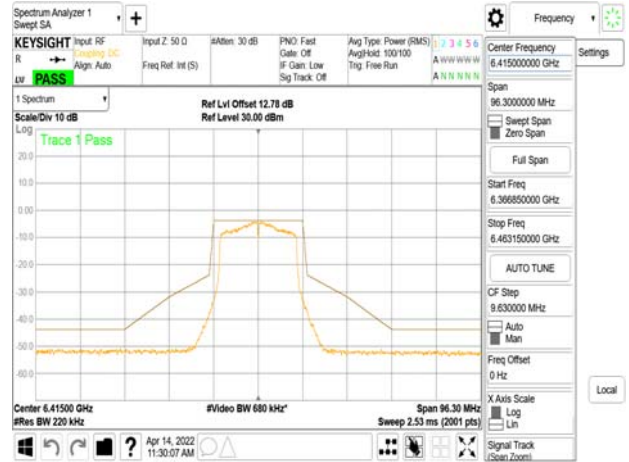 Spectrum Analyzer 1
Swept SA
Frequency
KEYSIGHT
R
LU PASS
Input: RF
Coupling: DC
Align: Auto
Input Z: 50 Ω
Freq Ref: Int (S)
#Atten: 30 dB
PNO: Fast
Gate: Off
IF Gain: Low
Sig Track: Off
Avg Type: Power (RMS)
Avg|Hold: 100/100
Trig: Free Run
1 2 3 4 5 6
A W W W W W
A N N N N N
1 Spectrum
Scale/Div 10 dB
Log
Ref Lvl Offset 12.78 dB
Ref Level 30.00 dBm
Trace 1 Pass
20.0
10.0
0.00
-10.0
-20.0
-30.0
-40.0
-50.0
-60.0
Center 6.41500 GHz
#Res BW 220 kHz
#Video BW 680 kHz*
Span 96.30 MHz
Sweep 2.53 ms (2001 pts)
?
Apr 14, 2022
11:30:07 AM
Center Frequency
6.415000000 GHz
Settings
Span
96.3000000 MHz
Swept Span
Zero Span
Full Span
Start Freq
6.366850000 GHz
Stop Freq
6.463150000 GHz
AUTO TUNE
CF Step
9.630000 MHz
Auto
Man
Freq Offset
0 Hz
X Axis Scale
Log
Lin
Local
Signal Track
(Span Zoom)